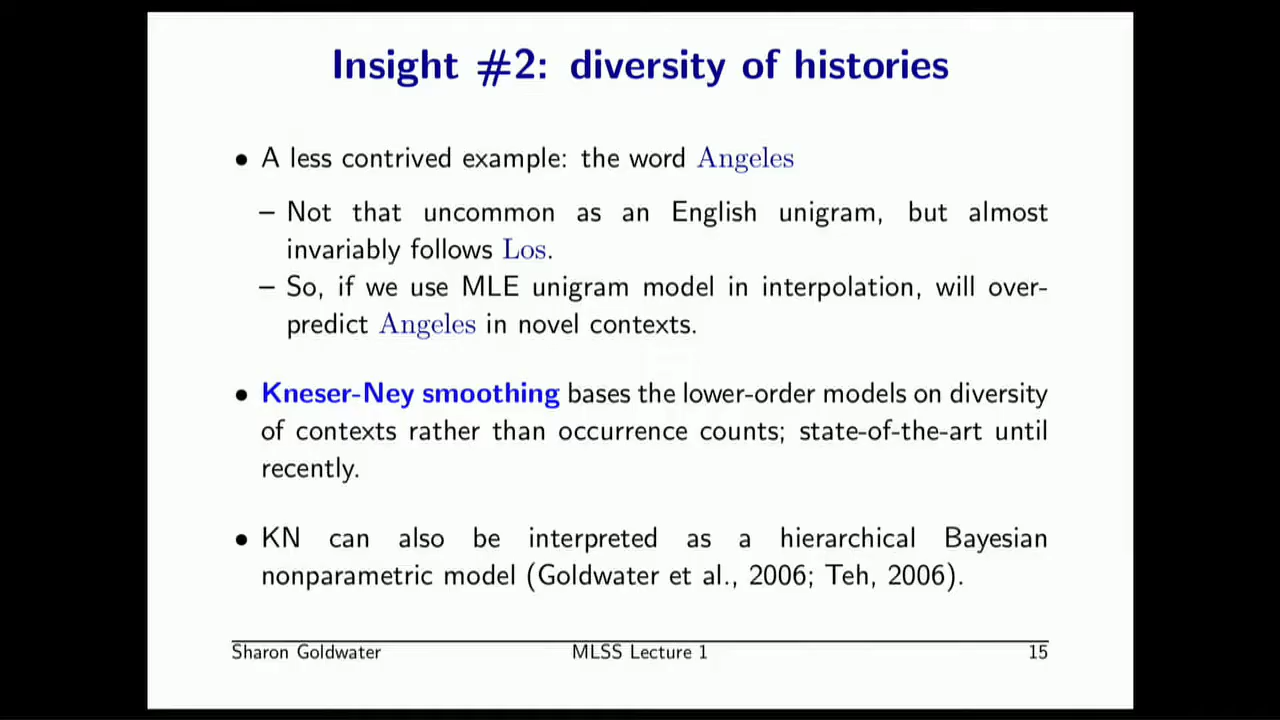 Insight #2: diversity of histories
• A less contrived example: the word Angeles
– Not that uncommon as an English unigram, but almost
invariably follows Los.
– So, if we use MLE unigram model in interpolation, will over-
predict Angeles in novel contexts.
• Kneser-Ney smoothing bases the lower-order models on diversity
of contexts rather than occurrence counts; state-of-the-art until
recently.
• KN can also be interpreted as a hierarchical Bayesian
nonparametric model (Goldwater et al., 2006; Teh, 2006).
Sharon Goldwater MLSS Lecture 1 15